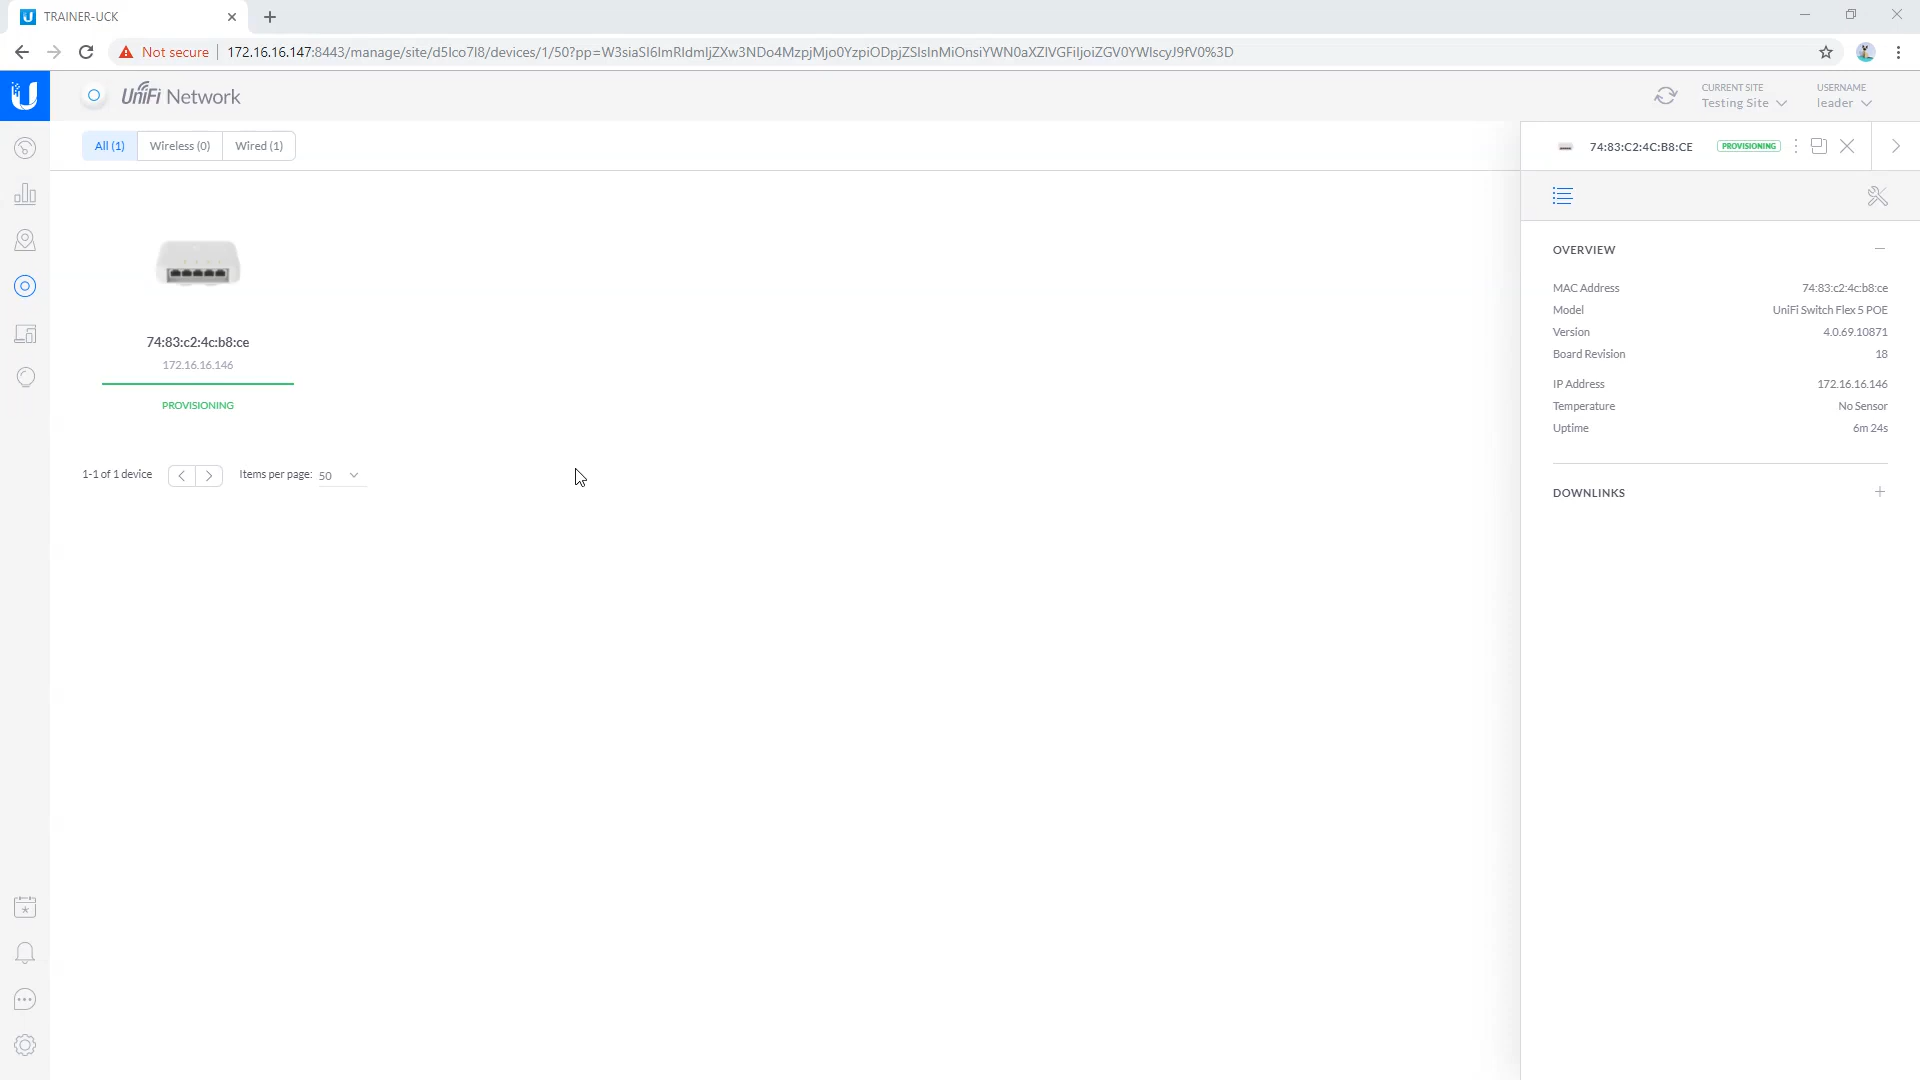 TRAINER-UCK
Not secure
172.16.16.147:8443/manage/site/d5lco7l8/devices/1/50?pp=W3siaSI6ImRldmljZXw3NDo4MzpjMjo0YzpiODpjZSIsInMiOnsiYWN0aXZlVGFiIjoiZGV0YWlscyJ9fV0%3D
UniFi Network
CURRENT SITE
Testing Site
USERNAME
leader
All (1)
Wireless (0)
Wired (1)
74:83:c2:4c:b8:ce
172.16.16.146
PROVISIONING
1-1 of 1 device
Items per page: 50
74:83:C2:4C:B8:CE
PROVISIONING
OVERVIEW
MAC Address 74:83:c2:4c:b8:ce
Model UniFi Switch Flex 5 POE
Version 4.0.69.10871
Board Revision 18
IP Address 172.16.16.146
Temperature No Sensor
Uptime 6m 24s
DOWNLINKS